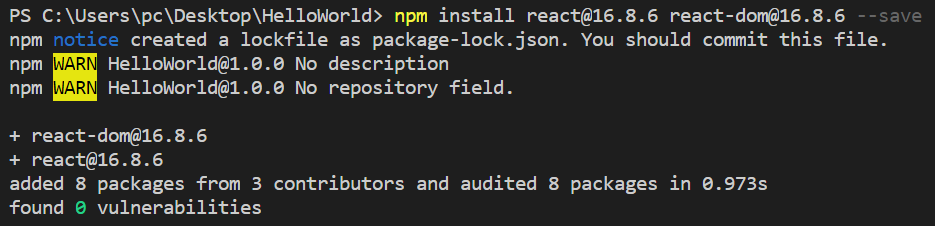 PS C:\Users\pc\Desktop\HelloWorld> npm install react@16.8.6 react-dom@16.8.6 --save
npm notice created a lockfile as package-lock.json. You should commit this file.
npm WARN HelloWorld@1.0.0 No description
npm WARN HelloWorld@1.0.0 No repository field.
+ react-dom@16.8.6
+ react@16.8.6
added 8 packages from 3 contributors and audited 8 packages in 0.973s
found 0 vulnerabilities